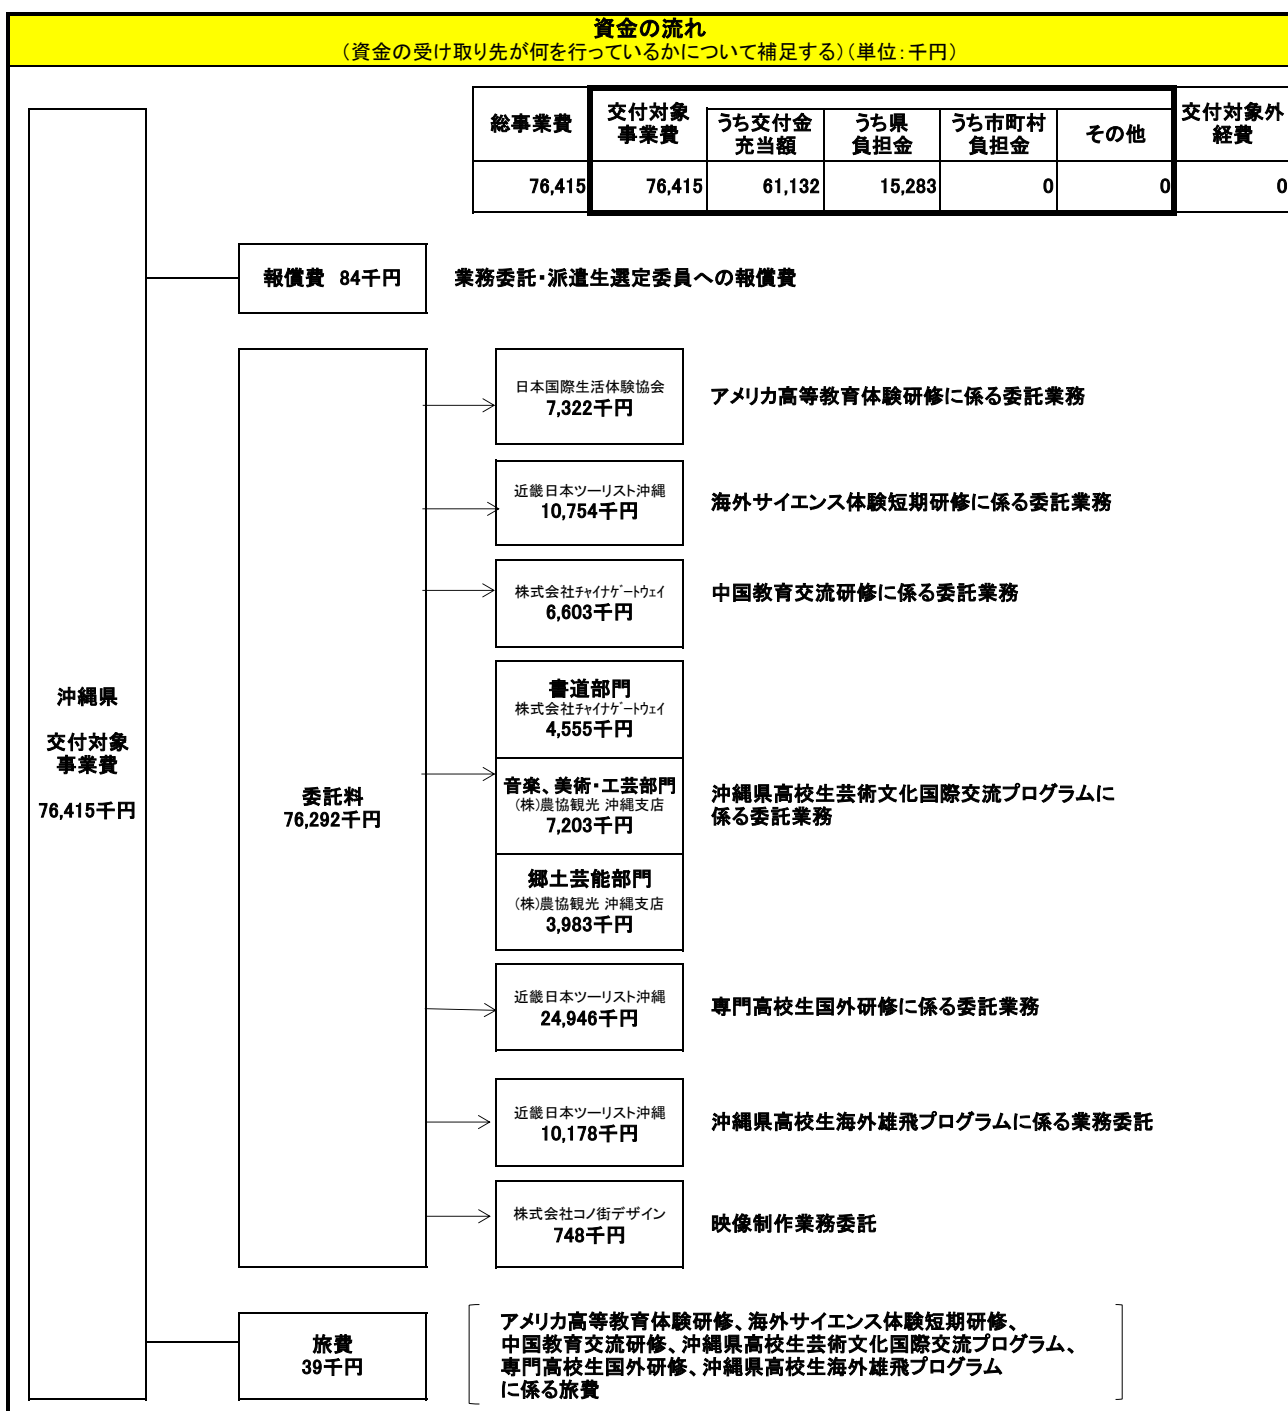 資金の流れ
（資金の受け取り先が何を行っているかについて補足する）（単位：千円）
総事業費
交付対象
事業費
うち交付金
充当額
うち県
負担金
うち市町村
負担金
その他
交付対象外
経費
76,415 76,415 61,132 15,283 0 0 0
報償費 84千円
業務委託・派遣生選定委員への報償費
日本国際生活体験協会
7,322千円
アメリカ高等教育体験研修に係る委託業務
近畿日本ツーリスト沖縄
10,754千円
海外サイエンス体験短期研修に係る委託業務
株式会社ﾁｬｲﾅｹﾞｰﾄｳｪｲ
6,603千円
中国教育交流研修に係る委託業務
沖縄県
交付対象
事業費
76,415千円
委託料
76,292千円
書道部門
株式会社ﾁｬｲﾅｹﾞｰﾄｳｪｲ
4,555千円
音楽、美術・工芸部門
(株)農協観光 沖縄支店
7,203千円
郷土芸能部門
(株)農協観光 沖縄支店
3,983千円
沖縄県高校生芸術文化国際交流プログラムに
係る委託業務
近畿日本ツーリスト沖縄
24,946千円
専門高校生国外研修に係る委託業務
近畿日本ツーリスト沖縄
10,178千円
沖縄県高校生海外雄飛プログラムに係る業務委託
株式会社コノ街デザイン
748千円
映像制作業務委託
旅費
39千円
アメリカ高等教育体験研修、海外サイエンス体験短期研修、
中国教育交流研修、沖縄県高校生芸術文化国際交流プログラム、
専門高校生国外研修、沖縄県高校生海外雄飛プログラム
に係る旅費